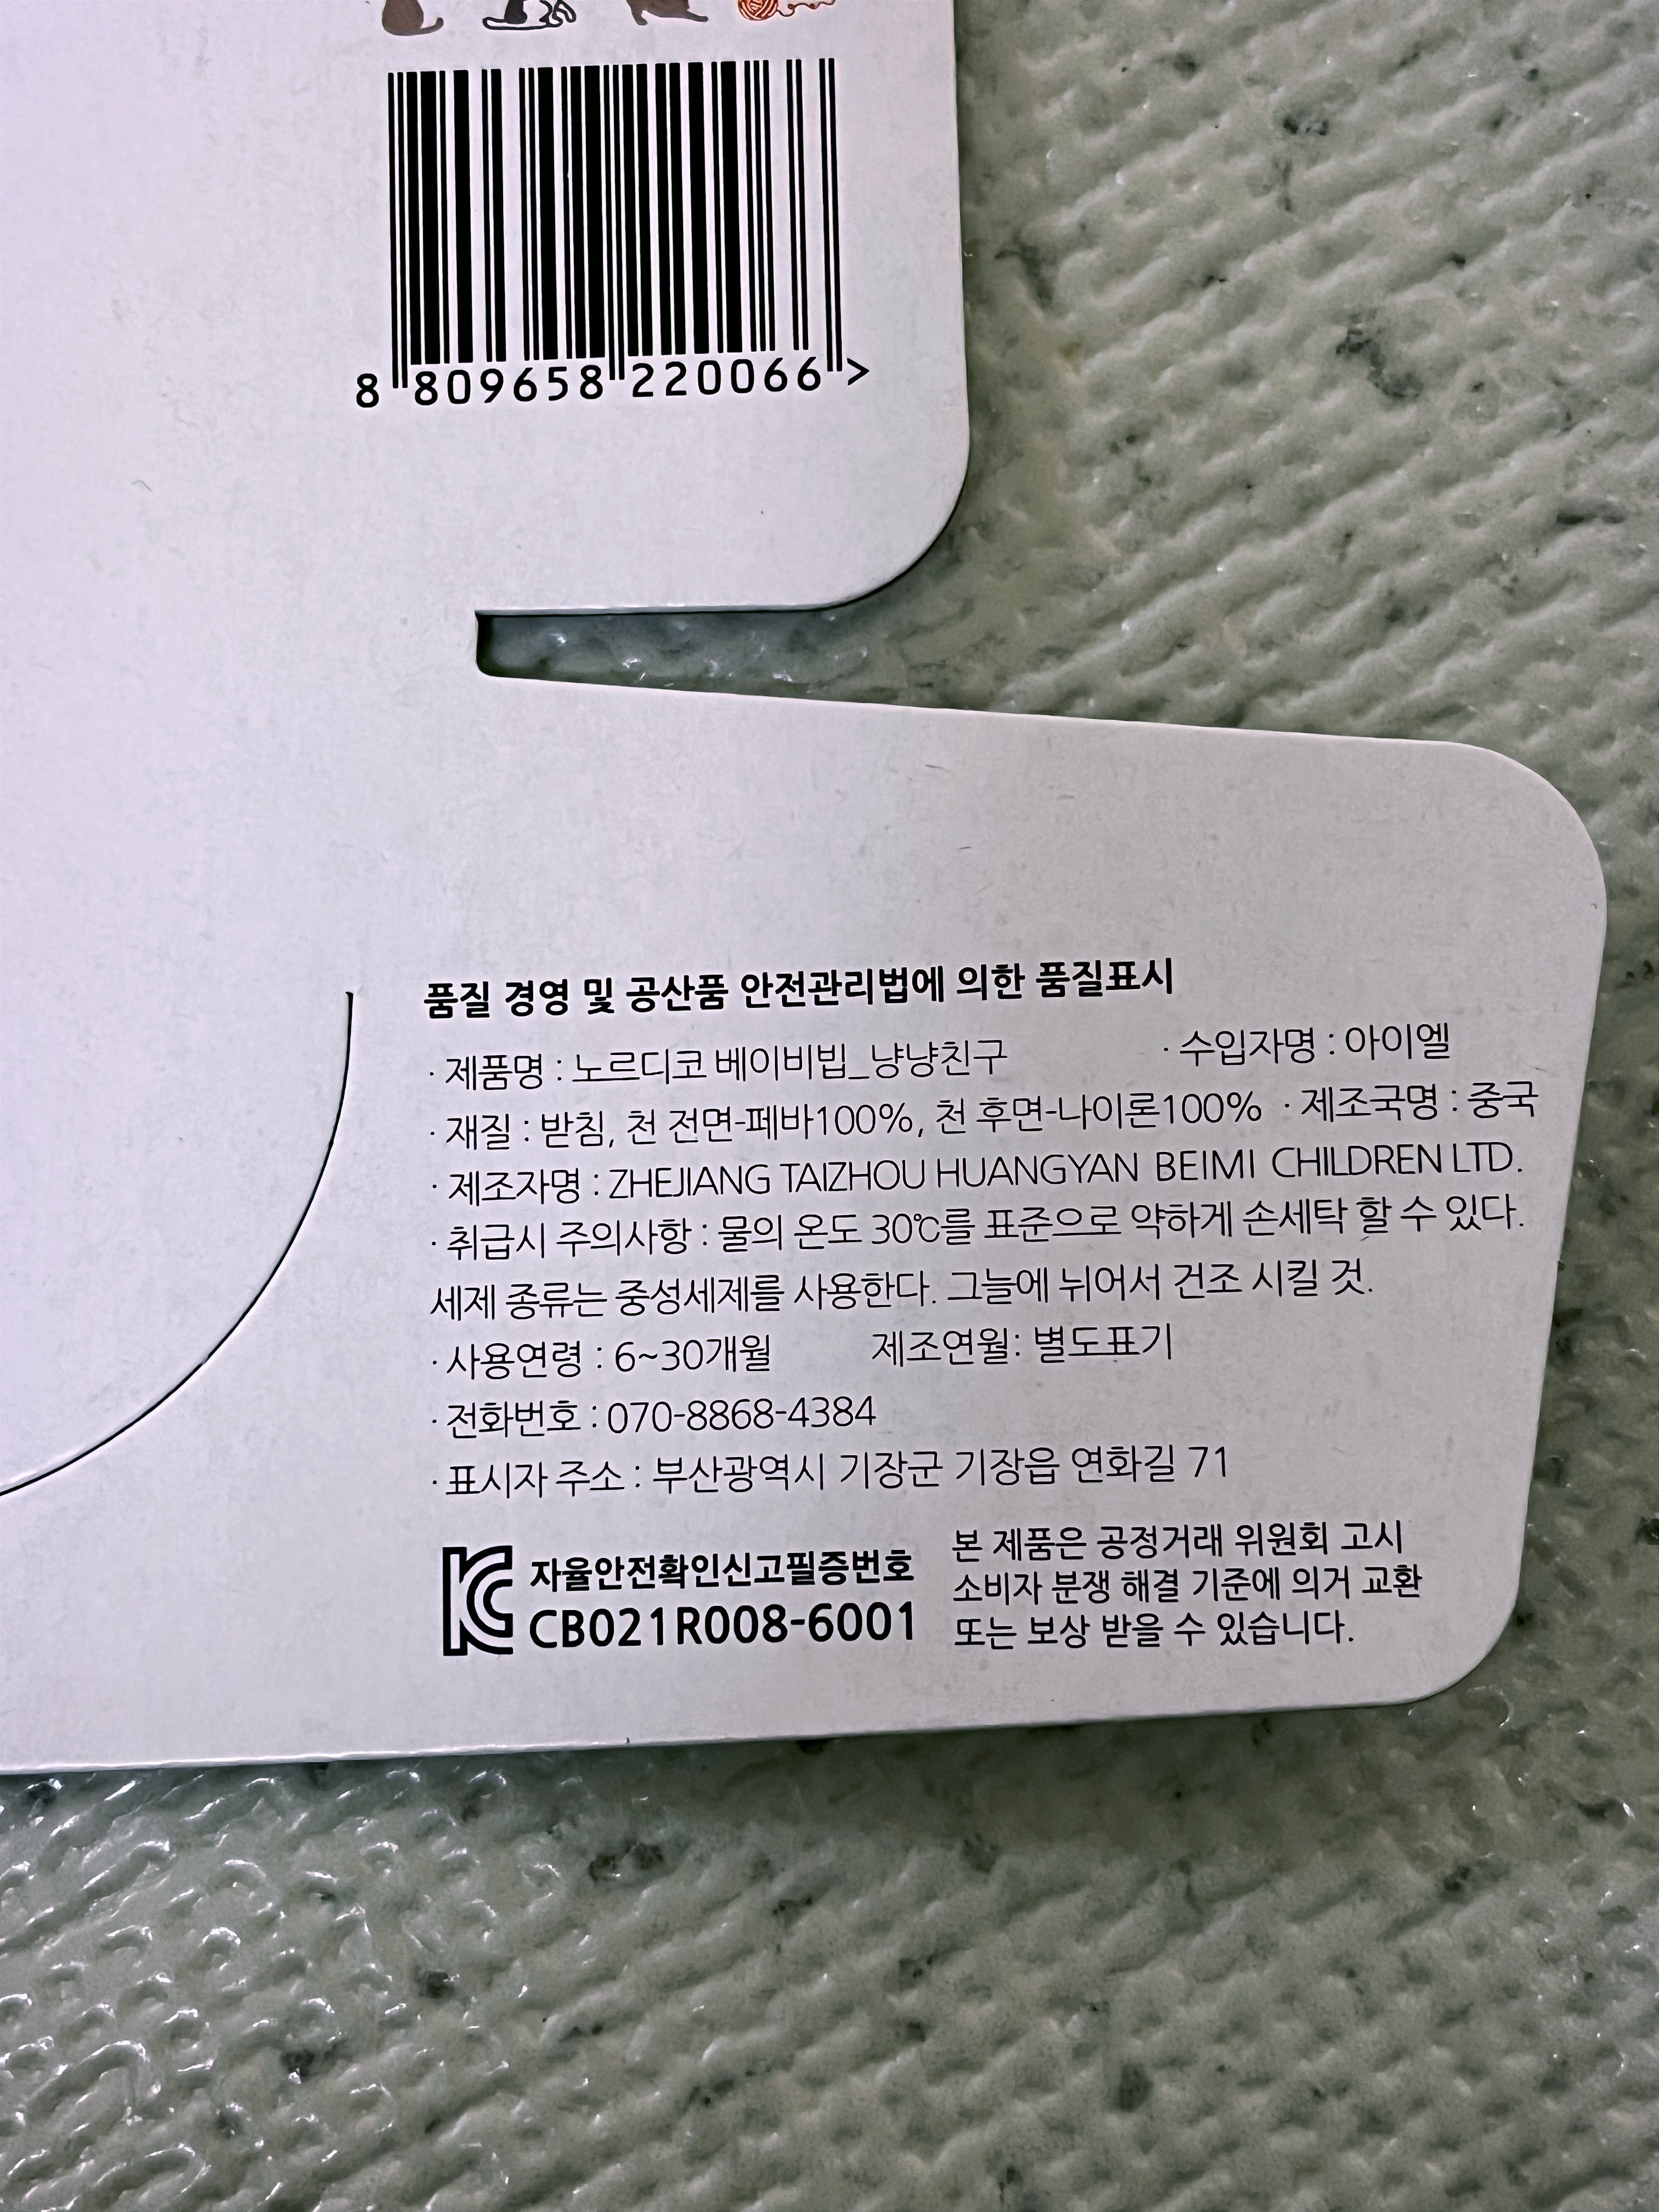 8 809658 220066 >
품질 경영 및 공산품 안전관리법에 의한 품질표시
· 제품명 : 노르디코 베이비빕_냥냥친구 · 수입자명 : 아이엘
· 재질 : 받침, 천 전면-페바100%, 천 후면-나이론100% · 제조국명 : 중국
· 제조자명 : ZHEJIANG TAIZHOU HUANGYAN BEIMI CHILDREN LTD.
· 취급시 주의사항 : 물의 온도 30℃를 표준으로 약하게 손세탁 할 수 있다.
세제 종류는 중성세제를 사용한다. 그늘에 뉘어서 건조 시킬 것.
· 사용연령 : 6~30개월 제조연월: 별도표기
· 전화번호 : 070-8868-4384
· 표시자 주소 : 부산광역시 기장군 기장읍 연화길 71
자율안전확인신고필증번호
CB021R008-6001
본 제품은 공정거래 위원회 고시
소비자 분쟁 해결 기준에 의거 교환
또는 보상 받을 수 있습니다.